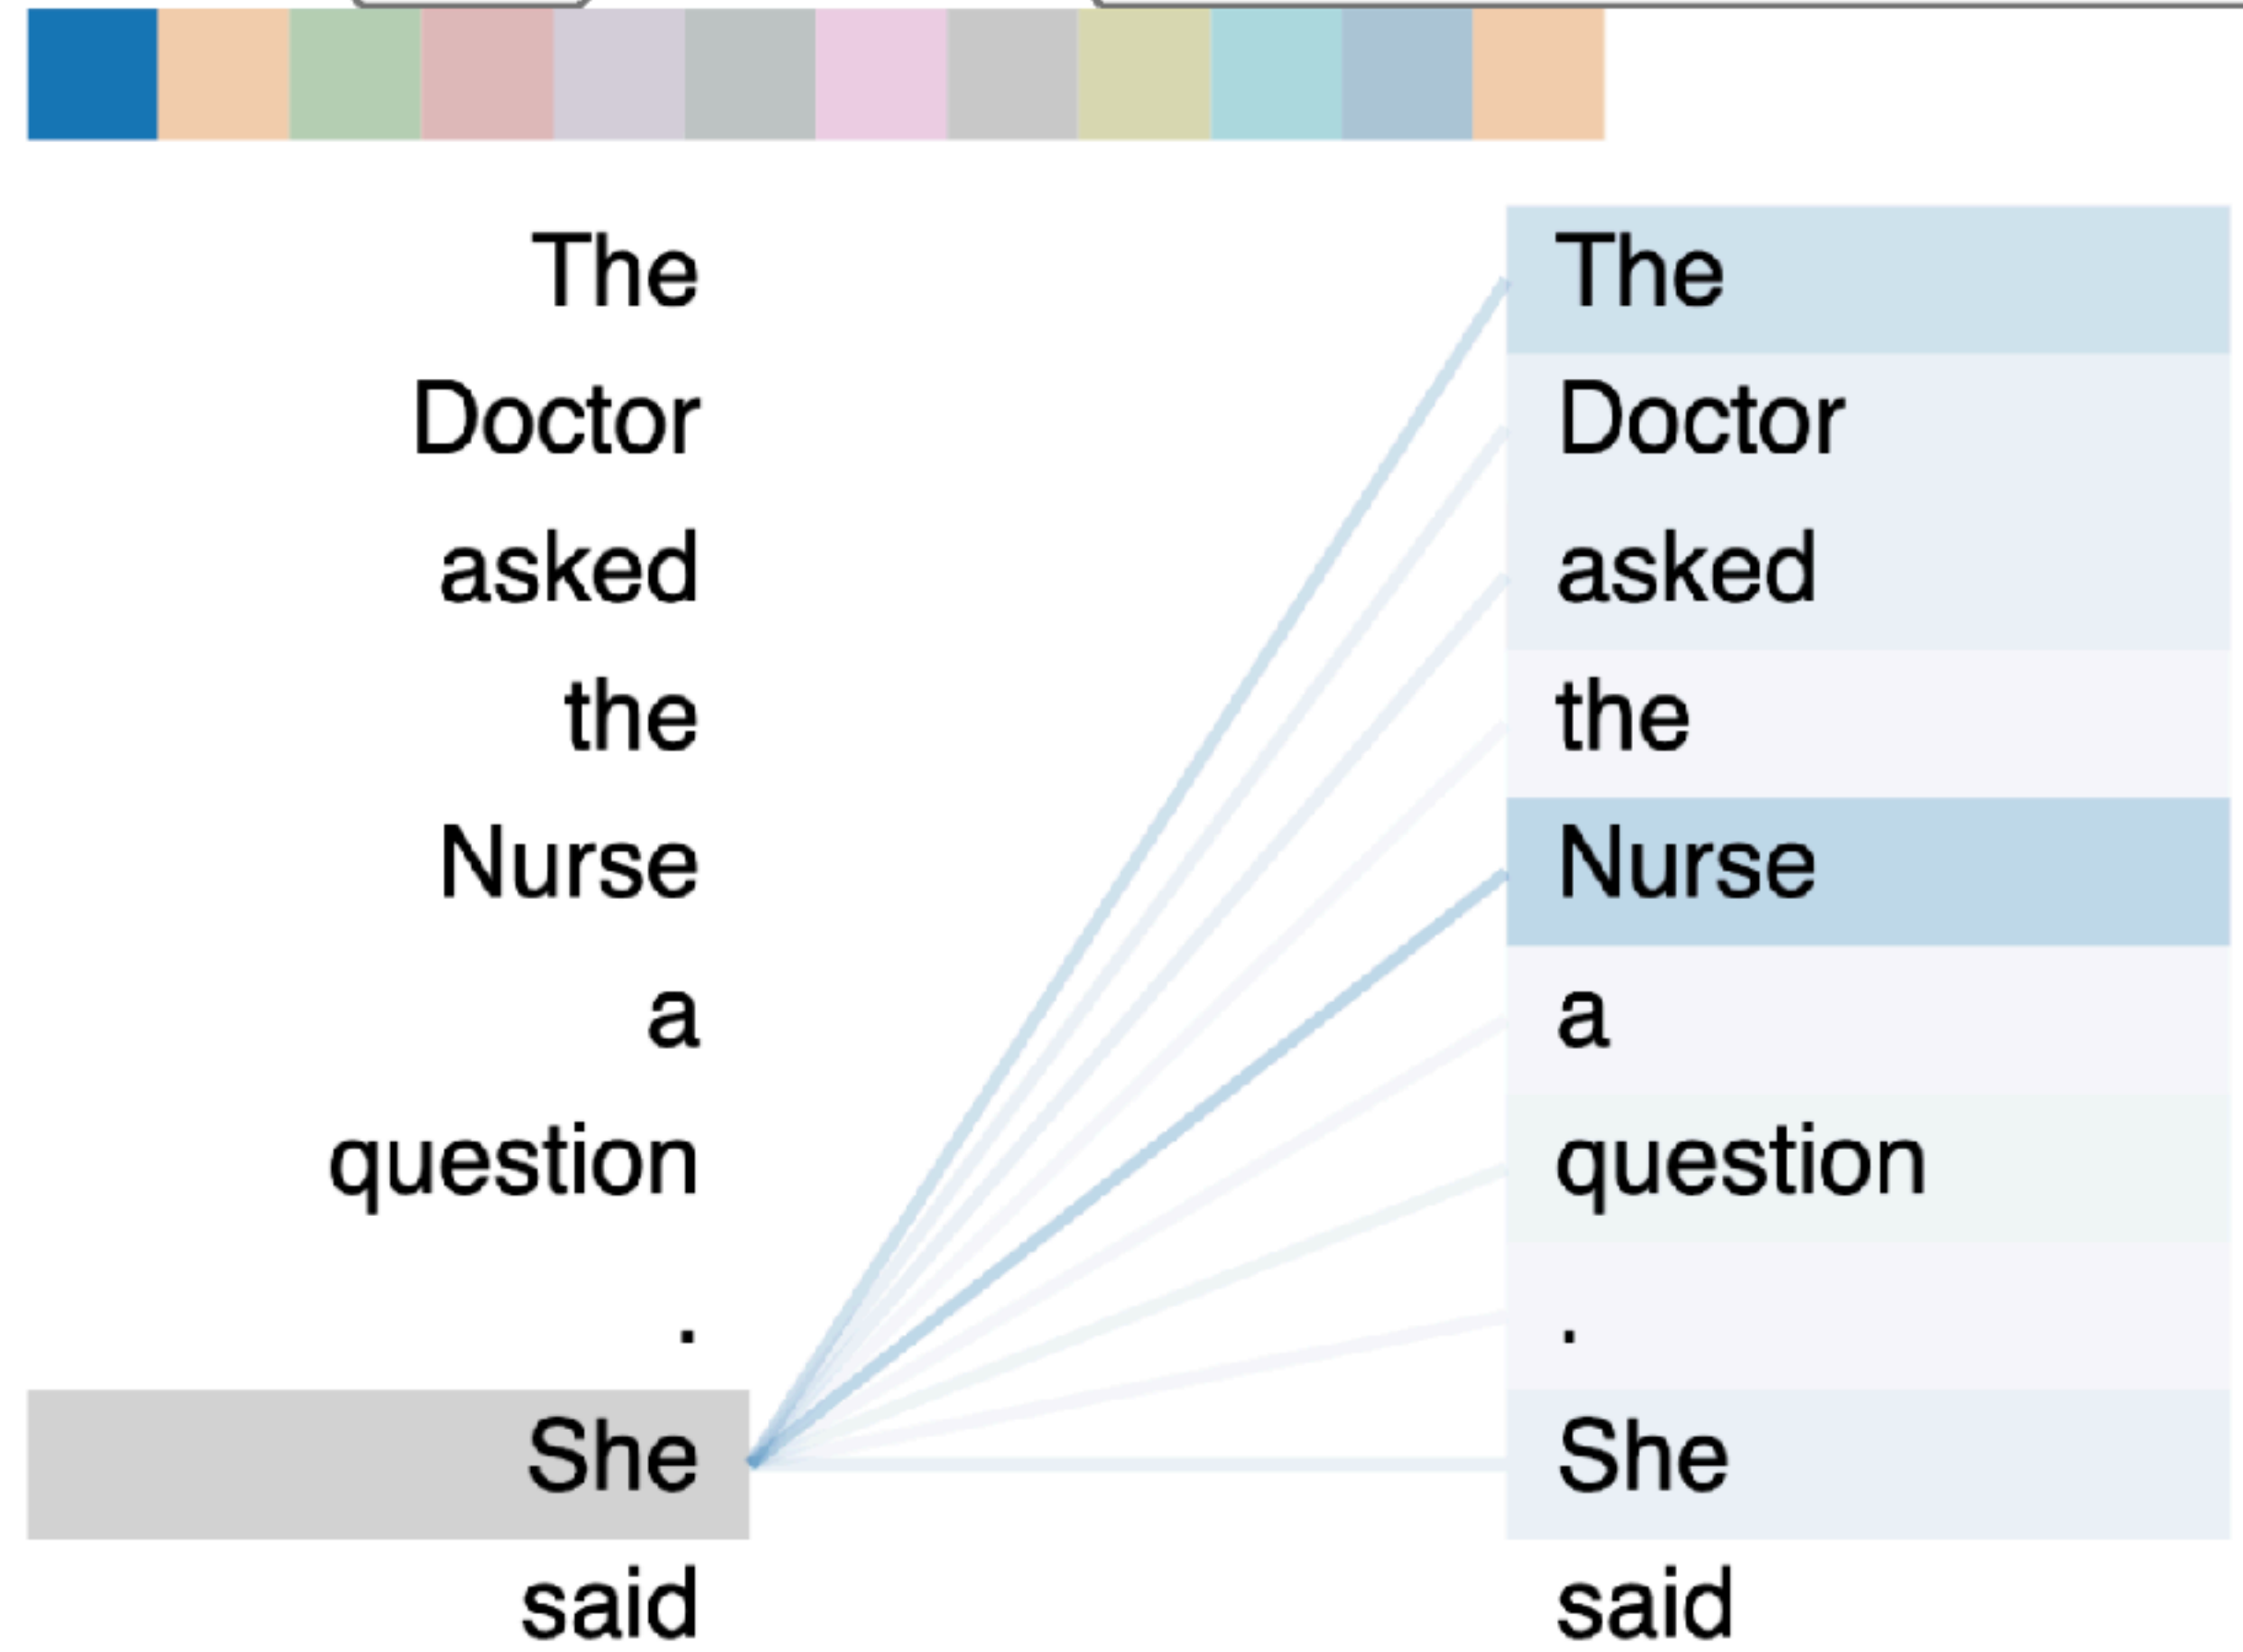 The The
Doctor Doctor
asked asked
the the
Nurse Nurse
a a
question question
. .
She She
said said